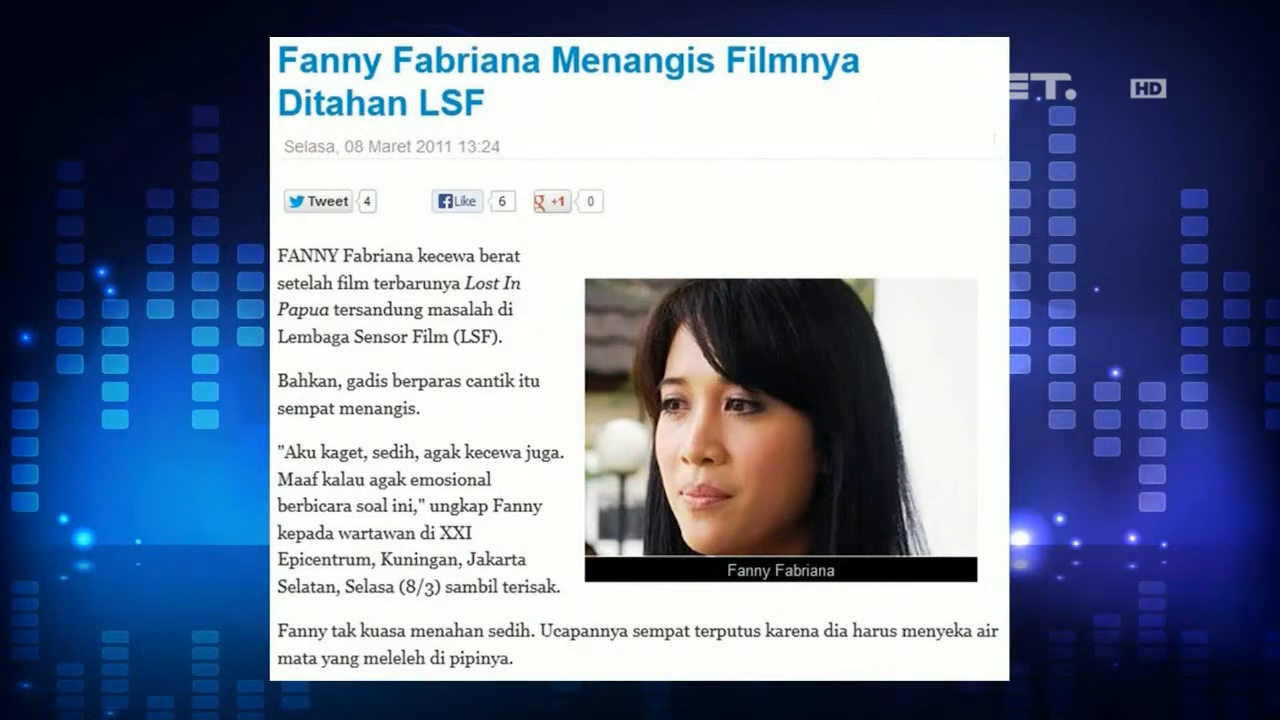 Fanny Fabriana Menangis Filmnya
Ditahan LSF
ET.
HD
Selasa, 08 Maret 2011 13:24
Tweet 4
Like 6
+1 0
FANNY Fabriana kecewa berat
setelah film terbarunya Lost In
Papua tersandung masalah di
Lembaga Sensor Film (LSF).
Bahkan, gadis berparas cantik itu
sempat menangis.
"Aku kaget, sedih, agak kecewa juga.
Maaf kalau agak emosional
berbicara soal ini," ungkap Fanny
kepada wartawan di XXI
Epicentrum, Kuningan, Jakarta
Selatan, Selasa (8/3) sambil terisak.
Fanny Fabriana
Fanny tak kuasa menahan sedih. Ucapannya sempat terputus karena dia harus menyeka air
mata yang meleleh di pipinya.